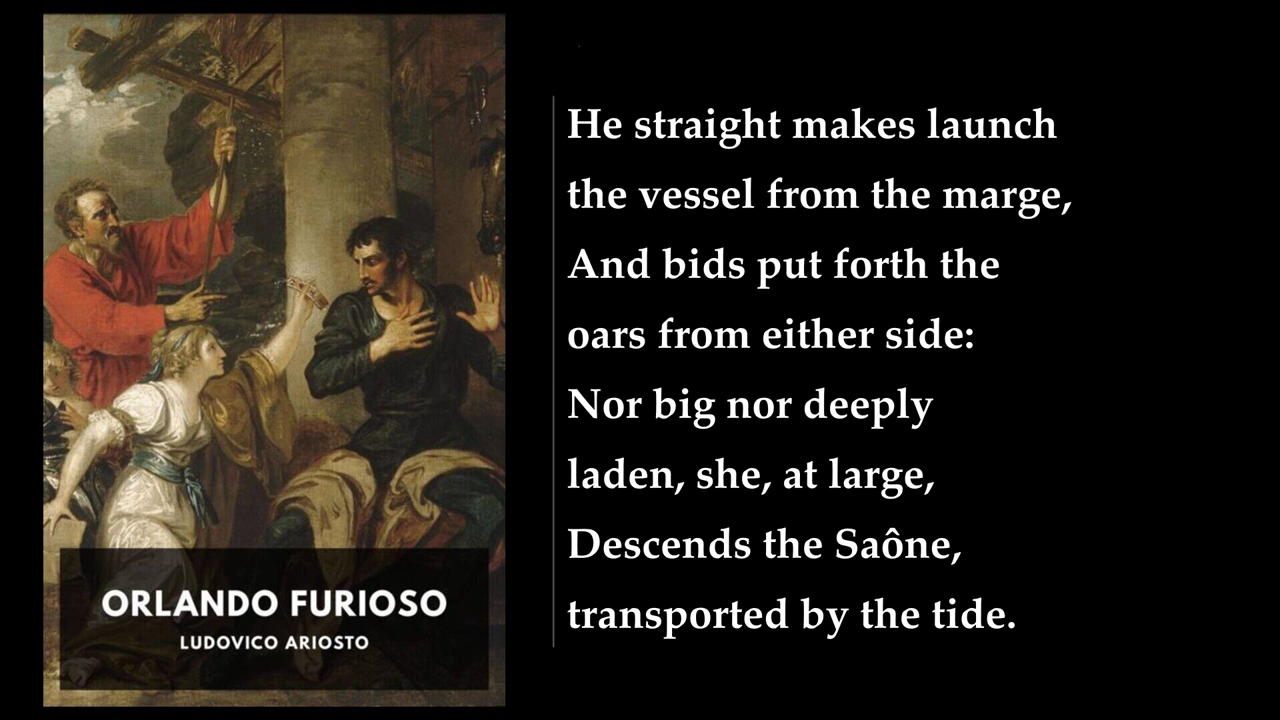 He straight makes launch
the vessel from the marge,
And bids put forth the
oars from either side:
Nor big nor deeply
laden, she, at large,
Descends the Saône,
transported by the tide.
ORLANDO FURIOSO
LUDOVICO ARIOSTO